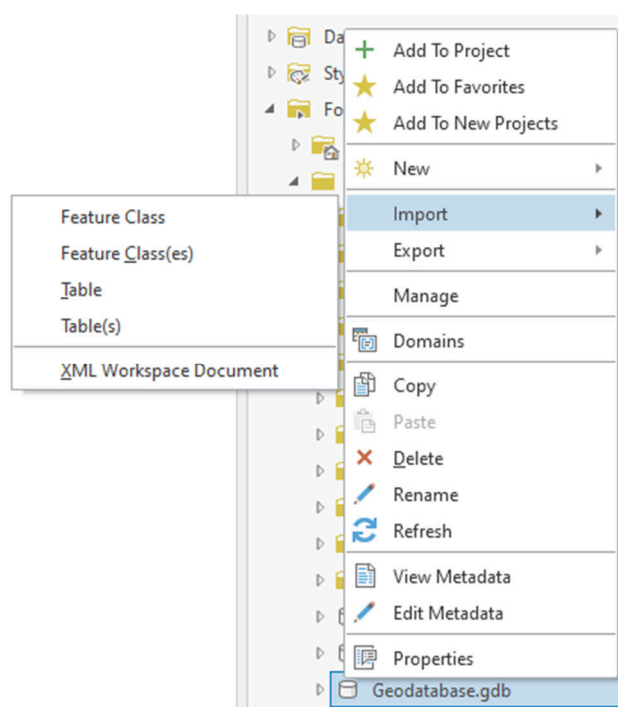 Da
Sty
Fo
Add To Project
Add To Favorites
Add To New Projects
New
Import
Export
Manage
Domains
Copy
Paste
Delete
Rename
Refresh
View Metadata
Edit Metadata
Properties
Feature Class
Feature Class(es)
Table
Table(s)
XML Workspace Document
Geodatabase.gdb